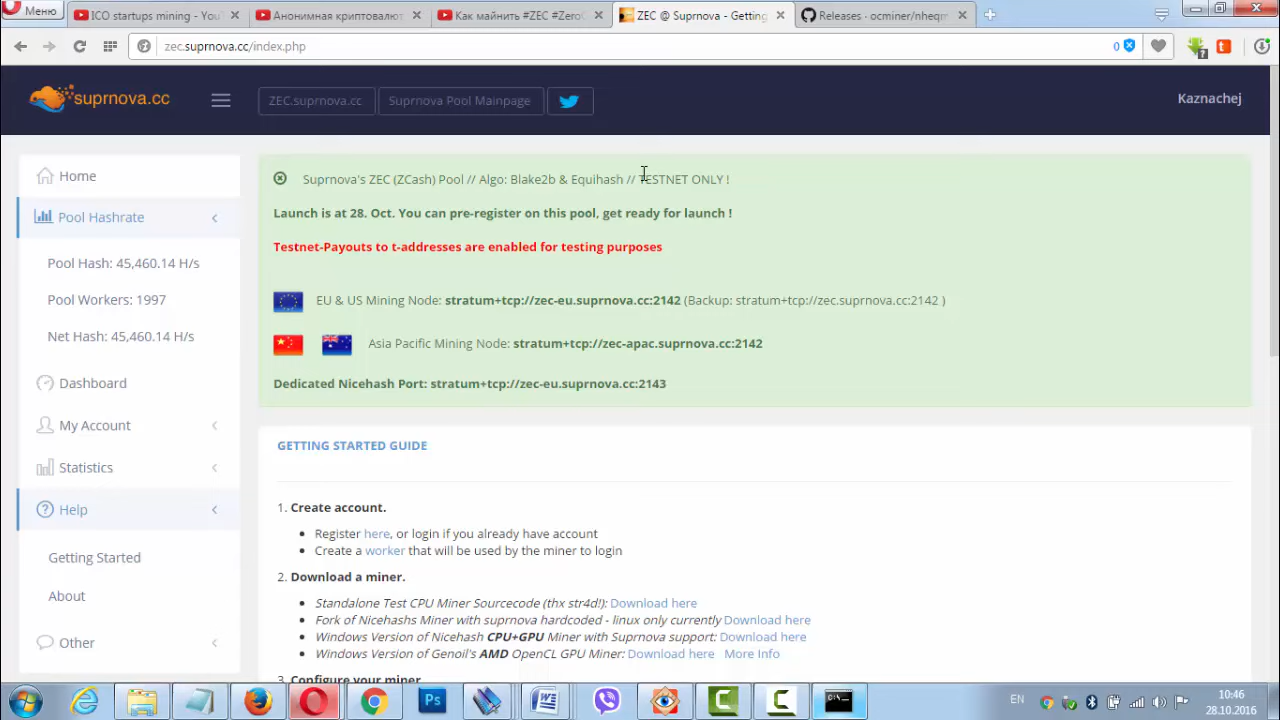 Меню
ICO startups mining - You
Анонимная криптовалют
Как майнить #ZEC #Zero
ZEC @ Suprnova - Getting
Releases · ocminer/nheqm
zec.suprnova.cc/index.php
0
suprnova.cc
ZEC.suprnova.cc
Suprnova Pool Mainpage
Kaznachej
Home
Pool Hashrate
Pool Hash: 45,460.14 H/s
Pool Workers: 1997
Net Hash: 45,460.14 H/s
Dashboard
My Account
Statistics
Help
Getting Started
About
Other
Suprnova's ZEC (ZCash) Pool // Algo: Blake2b & Equihash // TESTNET ONLY !
Launch is at 28. Oct. You can pre-register on this pool, get ready for launch !
Testnet-Payouts to t-addresses are enabled for testing purposes
EU & US Mining Node: stratum+tcp://zec-eu.suprnova.cc:2142 (Backup: stratum+tcp://zec.suprnova.cc:2142 )
Asia Pacific Mining Node: stratum+tcp://zec-apac.suprnova.cc:2142
Dedicated Nicehash Port: stratum+tcp://zec-eu.suprnova.cc:2143
GETTING STARTED GUIDE
1. Create account.
• Register here, or login if you already have account
• Create a worker that will be used by the miner to login
2. Download a miner.
• Standalone Test CPU Miner Sourcecode (thx str4d!): Download here
• Fork of Nicehashs Miner with suprnova hardcoded - linux only currently Download here
• Windows Version of Nicehash CPU+GPU Miner with Suprnova support: Download here
• Windows Version of Genoil's AMD OpenCL GPU Miner: Download here More Info
3. Configure your miner
Ps
EN
10:46
28.10.2016